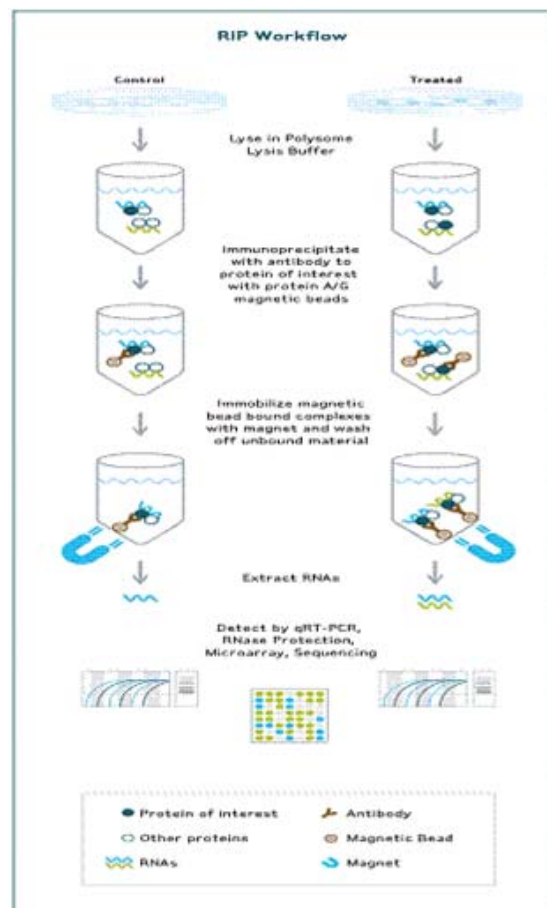 RIP Workflow
Control
Treated
Lyse in Polysome
Lysis Buffer
Immunoprecipitate
with antibody to
protein of interest
with protein A/G
magnetic beads
Immobilize magnetic
bead bound complexes
with magnet and wash
off unbound material
Extract RNAs
Detect by qRT-PCR,
RNase Protection,
Microarray, Sequencing
Protein of interest
Antibody
Other proteins
Magnetic Bead
RNAs
Magnet